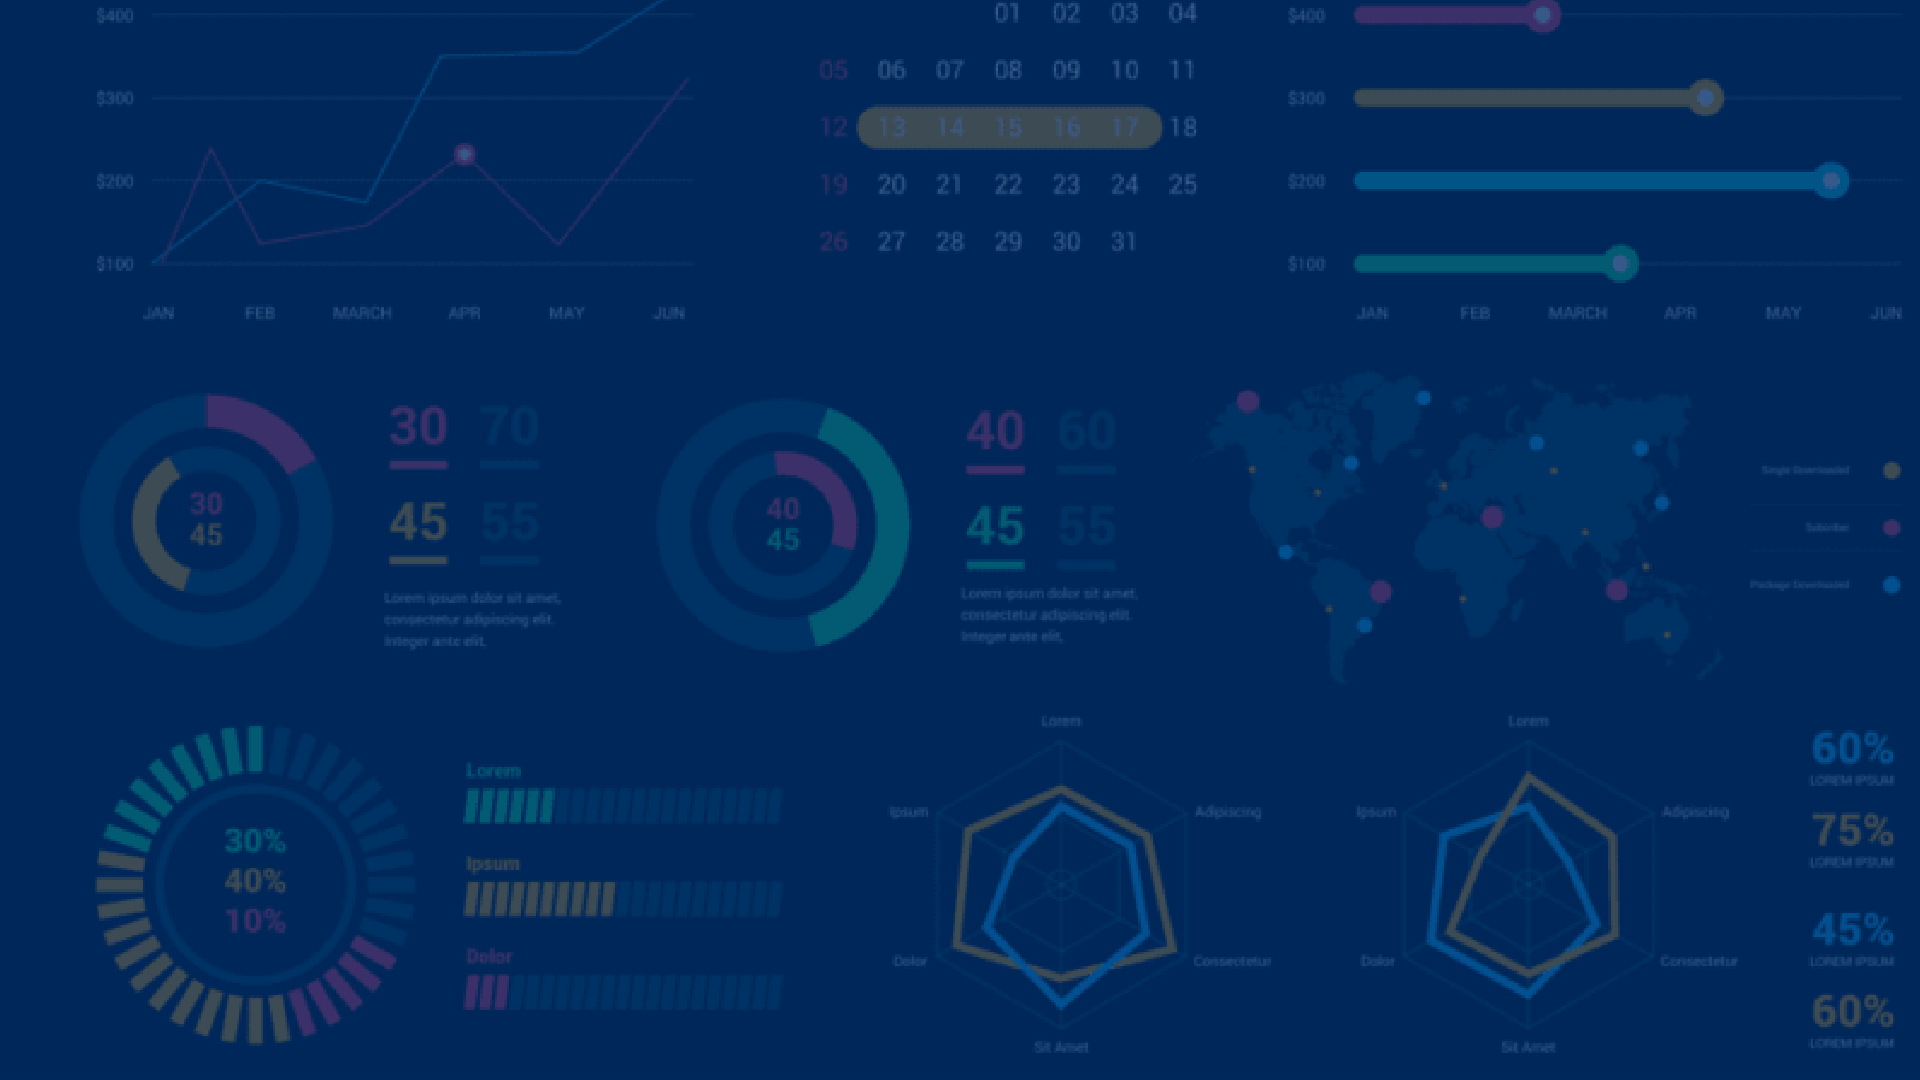 $400
$300
$200
$100
JAN FEB MARCH APR MAY JUN
01 02 03 04
05 06 07 08 09 10 11
12 13 14 15 16 17 18
19 20 21 22 23 24 25
26 27 28 29 30 31
$400
$300
$200
$100
JAN FEB MARCH APR MAY JUN
30
45
30 70
45 55
Lorem ipsum dolor sit amet,
consectetur adipiscing elit.
Integer ante elit,
40
45
40 60
45 55
Lorem ipsum dolor sit amet,
consectetur adipiscing elit.
Integer ante elit,
Single Downloaded
Package Downloaded
30%
40%
10%
Lorem
Ipsum
Dolor
Lorem
Ipsum
Adipiscing
Dolor
Consectetur
Sit Amet
Lorem
Ipsum
Adipiscing
Dolor
Consectetur
Sit Amet
60%
LOREM IPSUM
75%
LOREM IPSUM
45%
LOREM IPSUM
60%
LOREM IPSUM